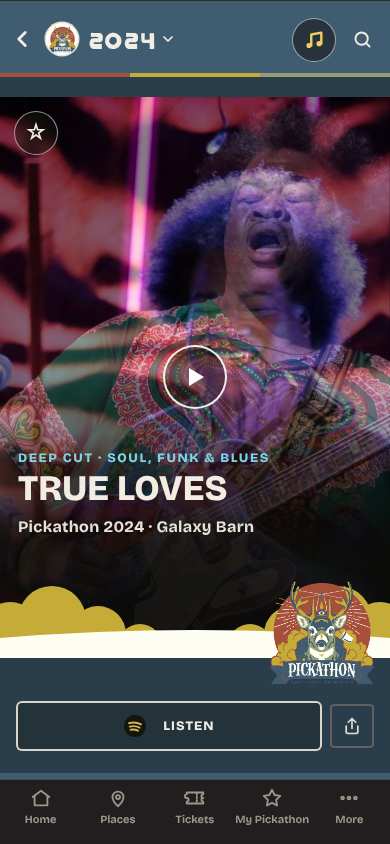 2024
DEEP CUT • SOUL, FUNK & BLUES
TRUE LOVES
Pickathon 2024 · Galaxy Barn
PICKATHON
LISTEN
Home
Places
Tickets
My Pickathon
More